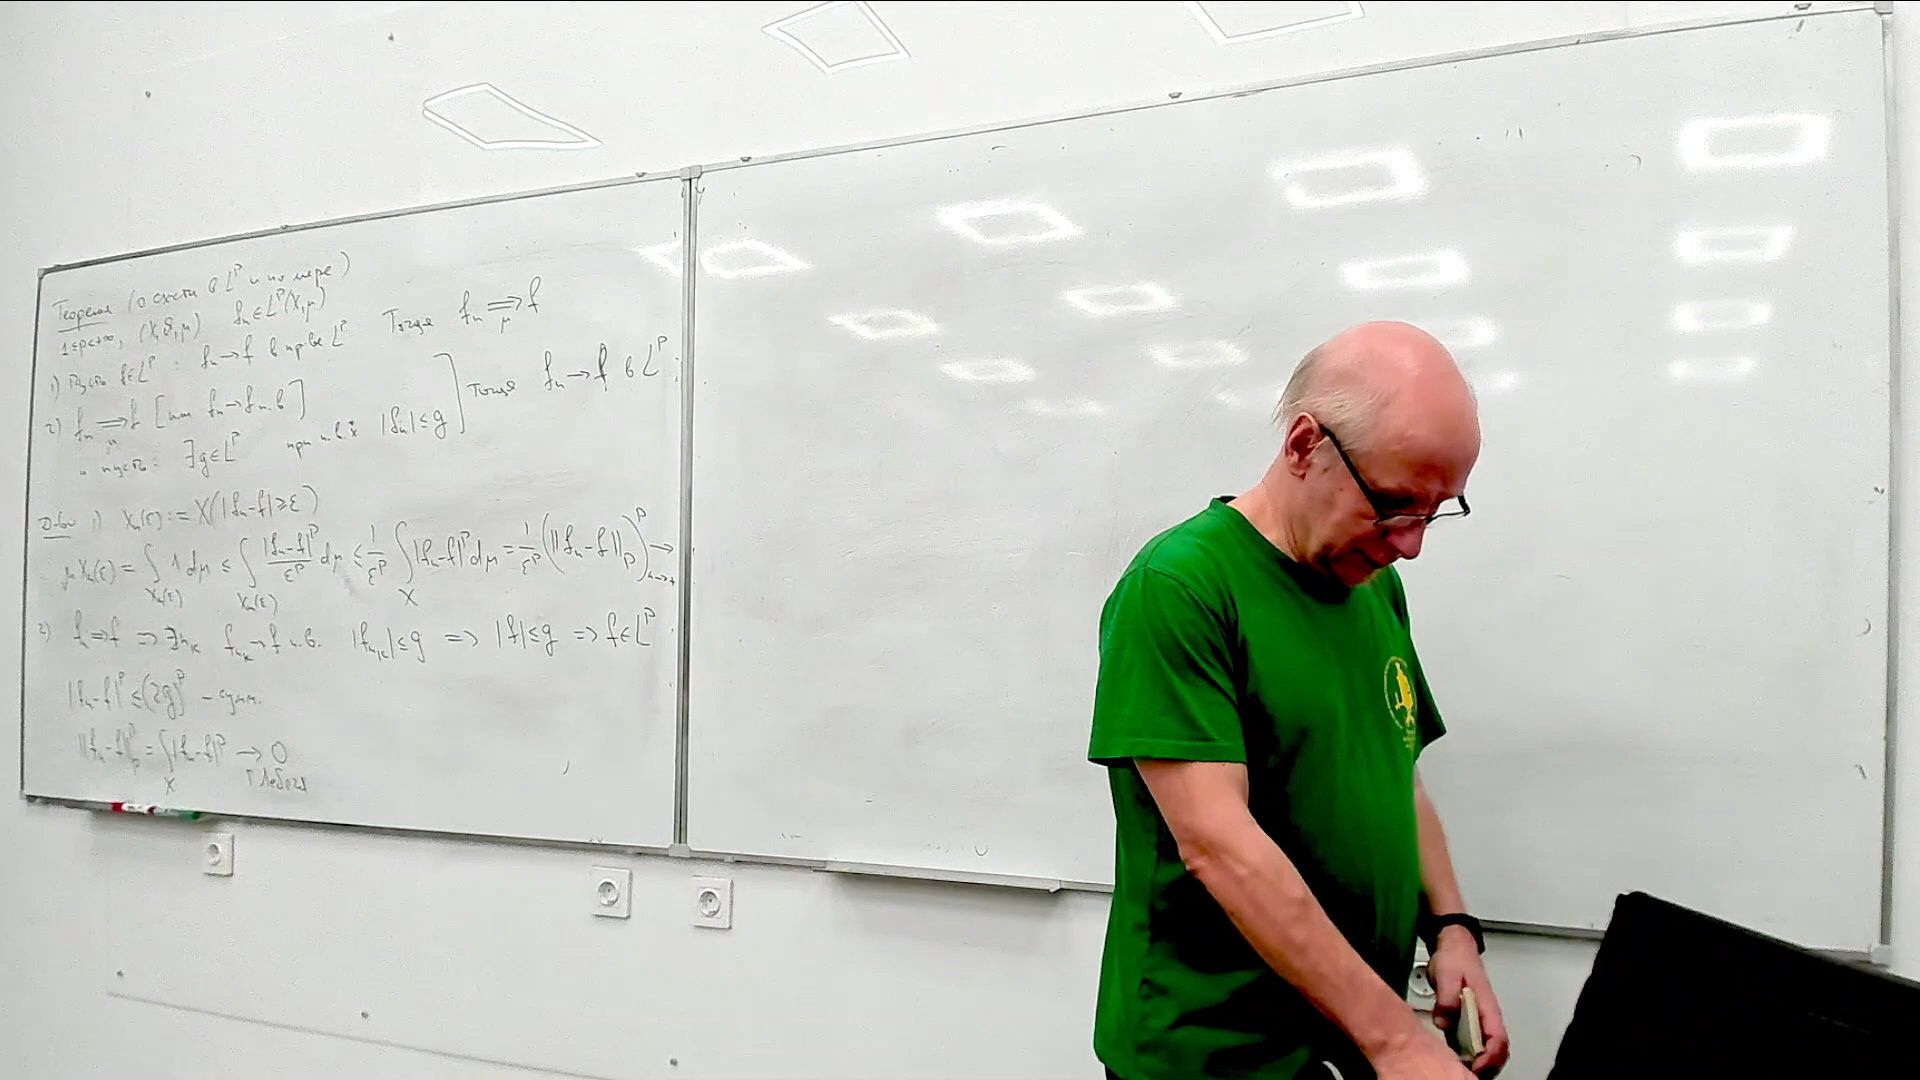 Теорема (о сх-сти в L^p и по мере)
1≤p<+∞, (X, 𝒜, μ) f_n ∈ L^p(X, μ)
1) Пусть f∈L^p : f_n → f в пр-ве L^p Тогда f_n ⇒_μ f
2) f_n ⇒_μ f [или f_n → f п.в.]
и пусть: ∃ g∈L^p при п.в. x |f_n| ≤ g ] Тогда f_n → f в L^p
Д-во 1) X_n(ε) := X(|f_n-f| ≥ ε)
μX_n(ε) = ∫_{X_n(ε)} 1 dμ ≤ ∫_{X_n(ε)} |f_n-f|^p/ε^p dμ ≤ 1/ε^p ∫_X |f_n-f|^p dμ = 1/ε^p (||f_n-f||_p)^p →
2) f_n ⇒ f ⇒ ∃ n_k f_{n_k} → f п.в. |f_{n_k}| ≤ g ⇒ |f| ≤ g ⇒ f∈L^p
|f_n-f|^p ≤ (2g)^p – сумм.
||f_n-f||_p^p = ∫_X |f_n-f|^p → 0
т. Лебега